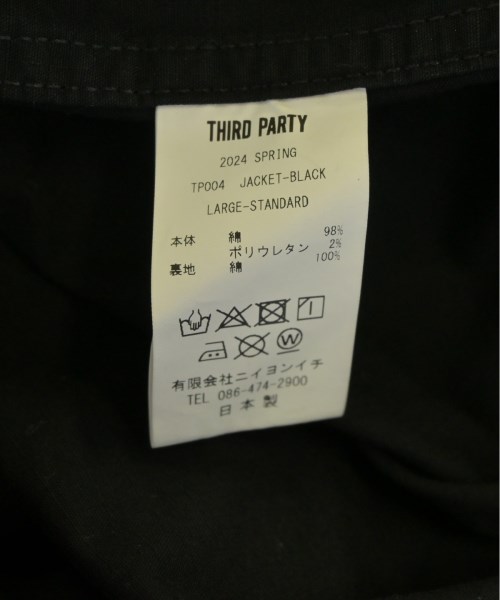 THIRD PARTY
2024 SPRING
TP004 JACKET-BLACK
LARGE-STANDARD
本体 綿 98%
ポリウレタン 2%
裏地 綿 100%
W
有限会社ニイヨンイチ
TEL 086-474-2900
日本製